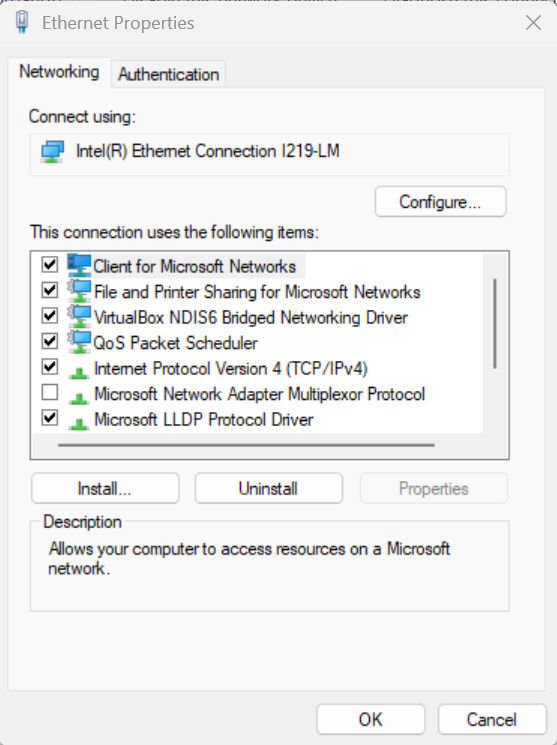 Ethernet Properties
Networking
Authentication
Connect using:
Intel(R) Ethernet Connection I219-LM
Configure...
This connection uses the following items:
Client for Microsoft Networks
File and Printer Sharing for Microsoft Networks
VirtualBox NDIS6 Bridged Networking Driver
QoS Packet Scheduler
Internet Protocol Version 4 (TCP/IPv4)
Microsoft Network Adapter Multiplexor Protocol
Microsoft LLDP Protocol Driver
Install...
Uninstall
Properties
Description
Allows your computer to access resources on a Microsoft
network.
OK
Cancel